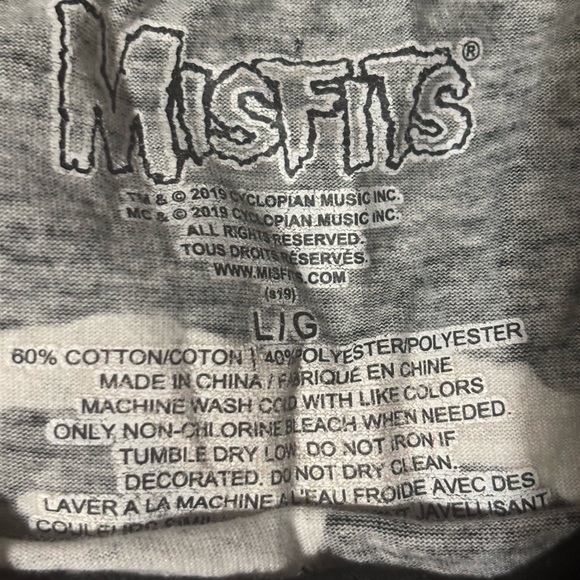 MISFITS®
TM & © 2019 CYCLOPIAN MUSIC INC.
MC & © 2019 CYCLOPIAN MUSIC INC.
ALL RIGHTS RESERVED.
TOUS DROITS RÉSERVÉS.
WWW.MISFITS.COM
(s19)
L/G
60% COTTON/COTON | 40% POLYESTER/POLYESTER
MADE IN CHINA / FABRIQUÉ EN CHINE
MACHINE WASH COLD WITH LIKE COLORS
ONLY NON-CHLORINE BLEACH WHEN NEEDED.
TUMBLE DRY LOW. DO NOT IRON IF
DECORATED. DO NOT DRY CLEAN.
LAVER A LA MACHINE A L'EAU FROIDE AVEC DES
JAVELLISANT